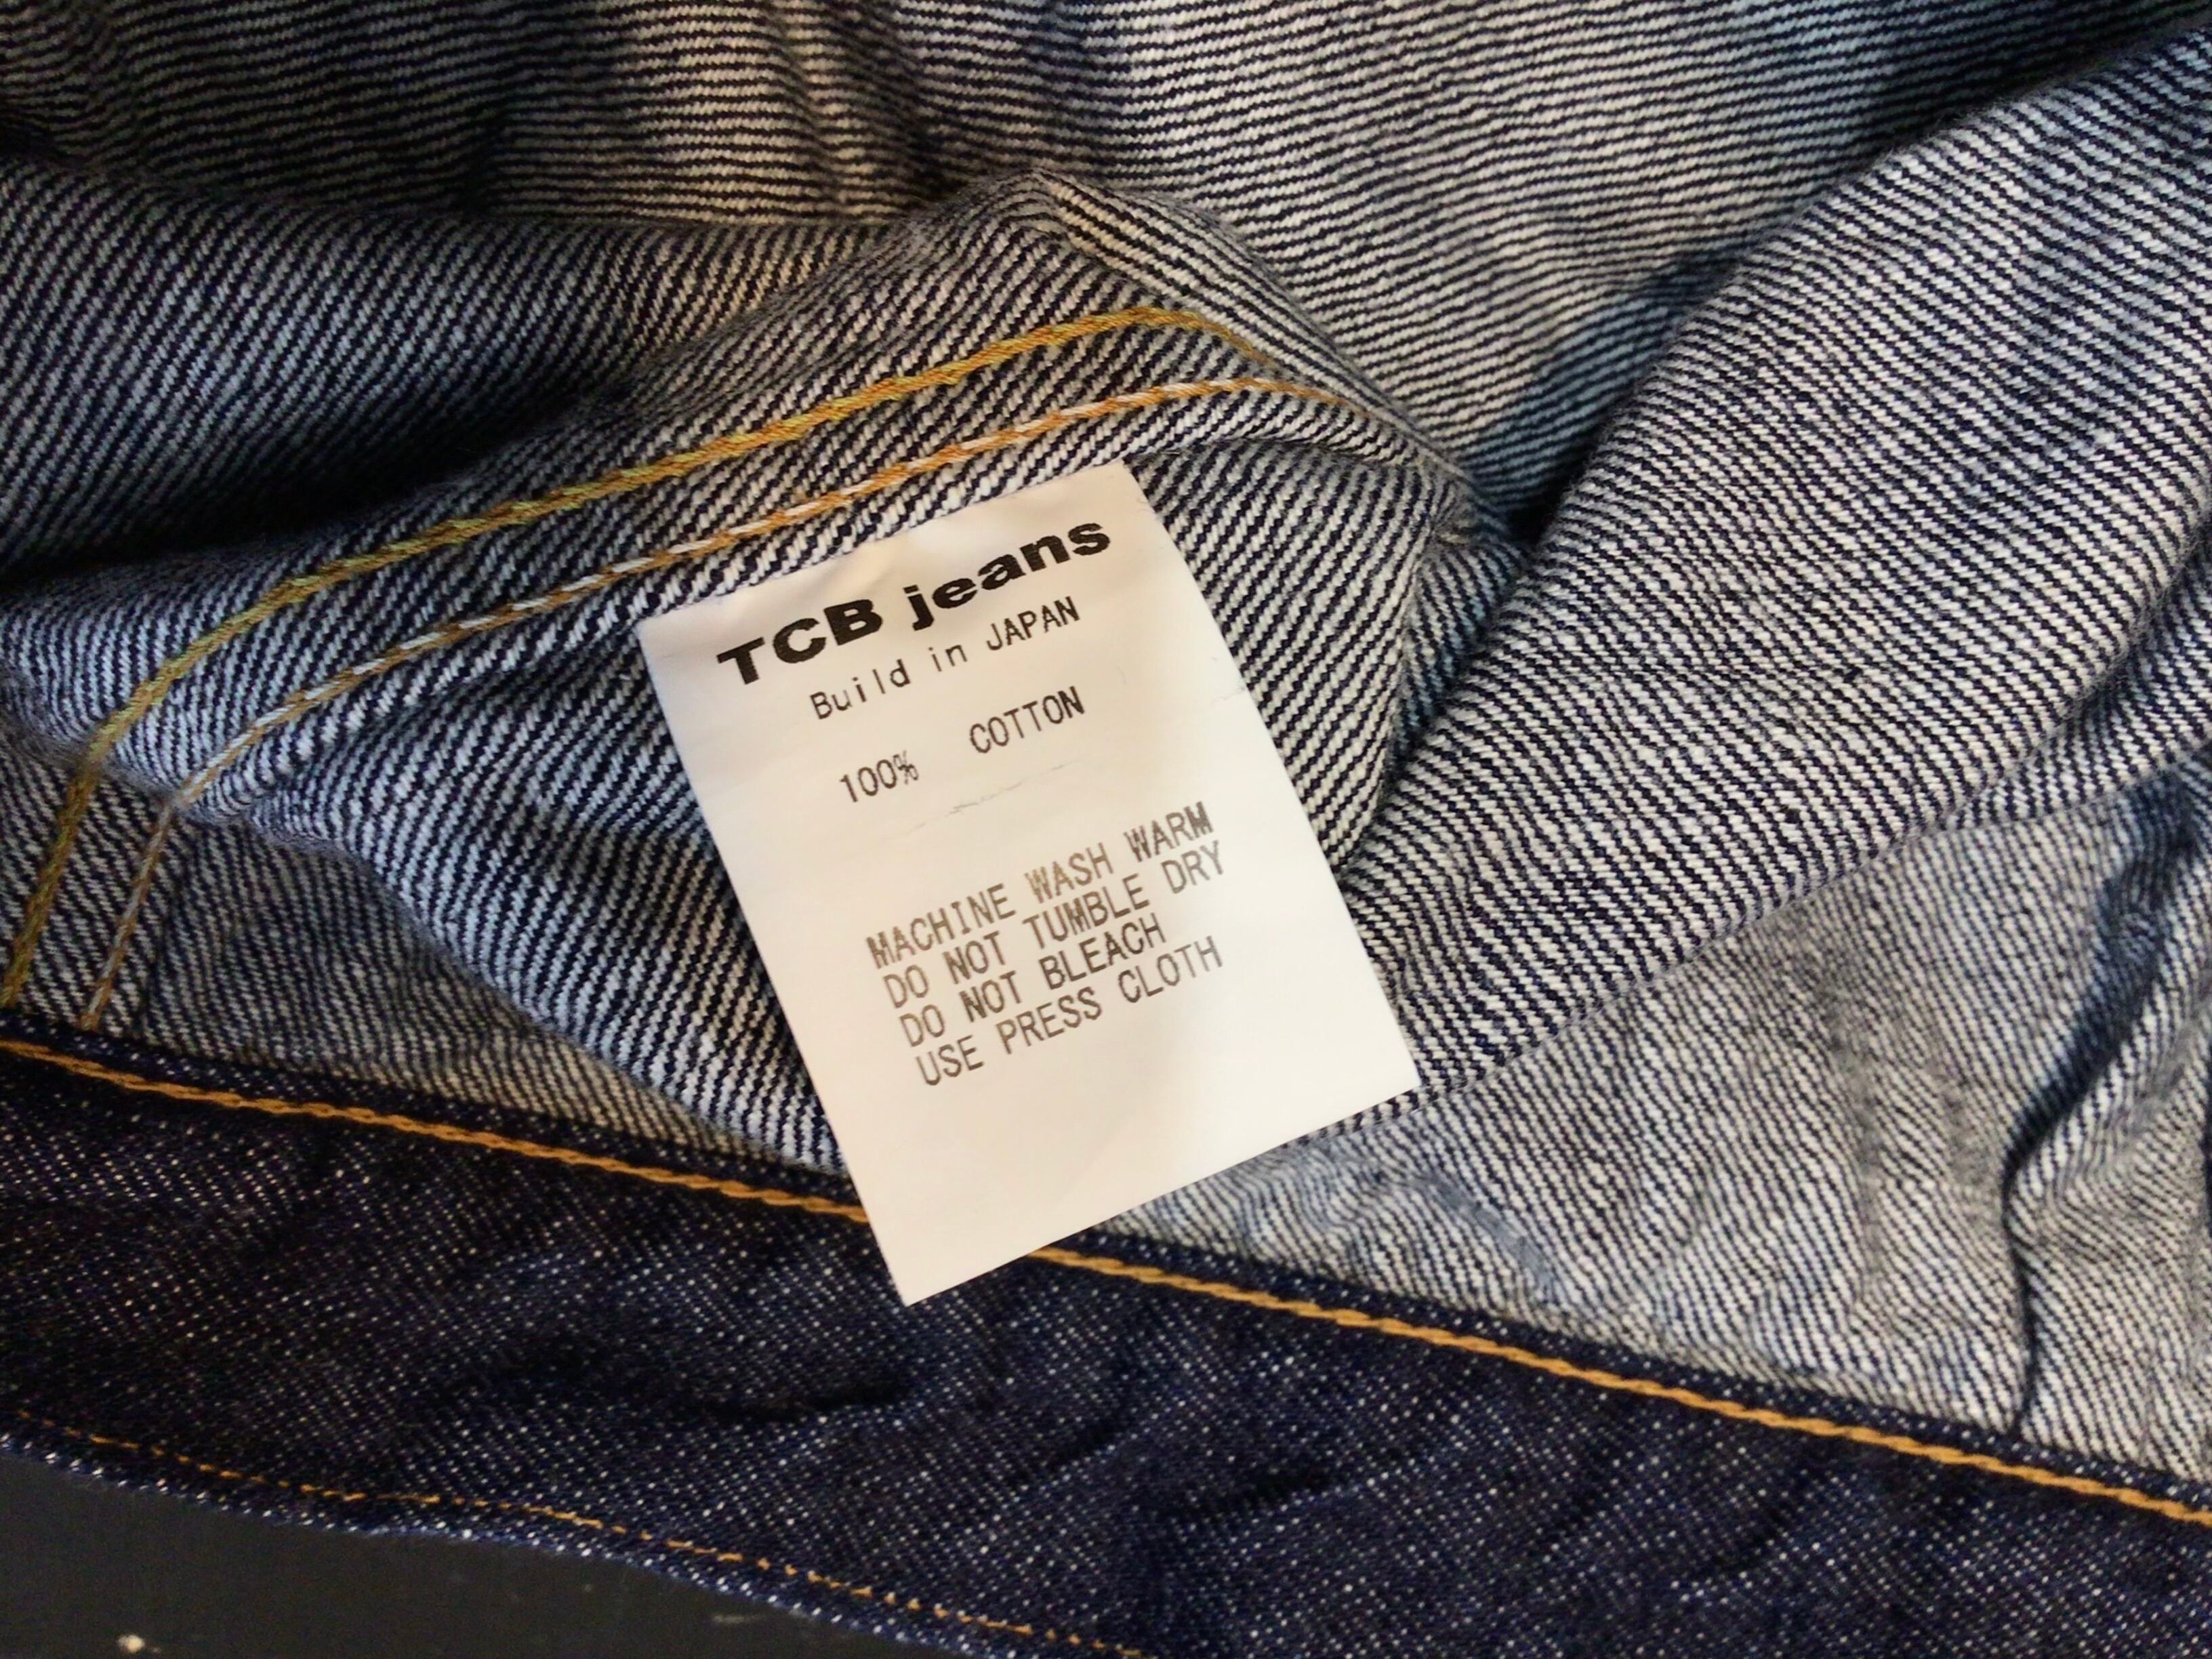 TCB jeans
Build in JAPAN
100% COTTON
MACHINE WASH WARM
DO NOT TUMBLE DRY
DO NOT BLEACH
USE PRESS CLOTH